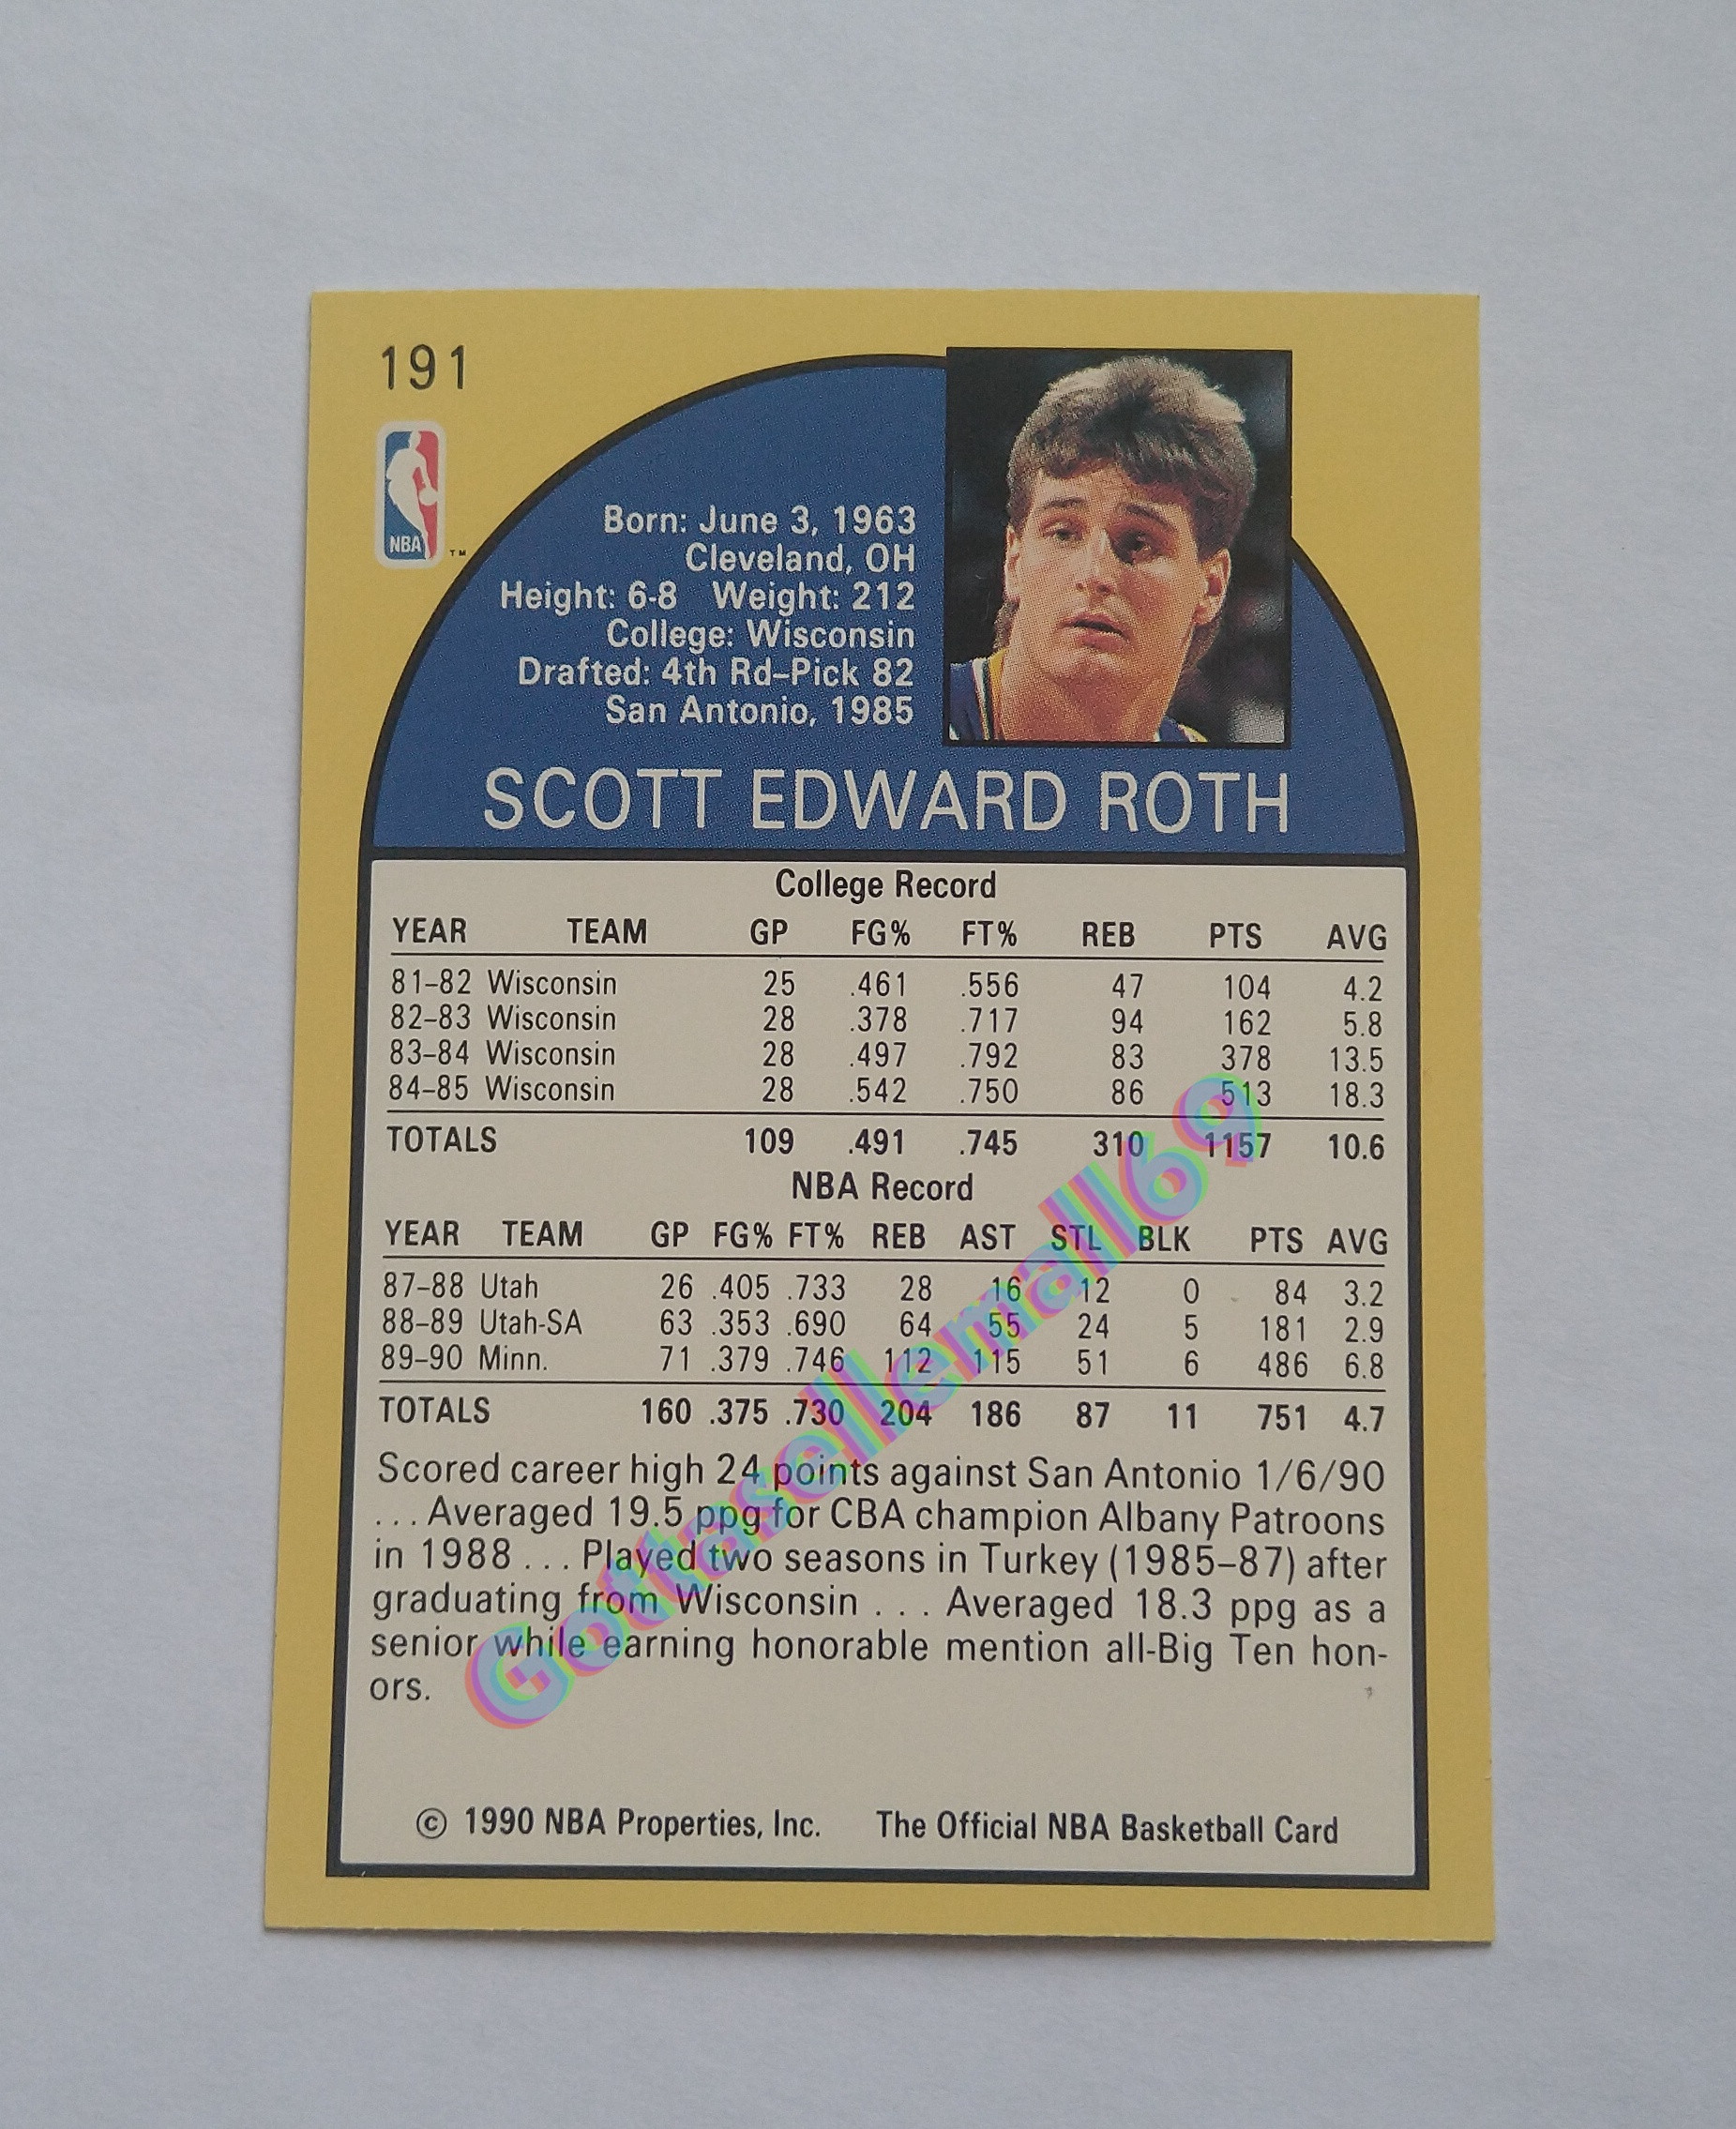 191
NBA
TM
Born: June 3, 1963
Cleveland, OH
Height: 6-8 Weight: 212
College: Wisconsin
Drafted: 4th Rd–Pick 82
San Antonio, 1985
SCOTT EDWARD ROTH
College Record
YEAR TEAM GP FG% FT% REB PTS AVG
81–82 Wisconsin 25 .461 .556 47 104 4.2
82–83 Wisconsin 28 .378 .717 94 162 5.8
83–84 Wisconsin 28 .497 .792 83 378 13.5
84–85 Wisconsin 28 .542 .750 86 513 18.3
TOTALS 109 .491 .745 310 1157 10.6
NBA Record
YEAR TEAM GP FG% FT% REB AST STL BLK PTS AVG
87–88 Utah 26 .405 .733 28 16 12 0 84 3.2
88–89 Utah-SA 63 .353 .690 64 55 24 5 181 2.9
89–90 Minn. 71 .379 .746 112 115 51 6 486 6.8
TOTALS 160 .375 .730 204 186 87 11 751 4.7
Scored career high 24 points against San Antonio 1/6/90
. . . Averaged 19.5 ppg for CBA champion Albany Patroons
in 1988 . . . Played two seasons in Turkey (1985–87) after
graduating from Wisconsin . . . Averaged 18.3 ppg as a
senior while earning honorable mention all-Big Ten hon-
ors.
Gottasellemall69
© 1990 NBA Properties, Inc. The Official NBA Basketball Card